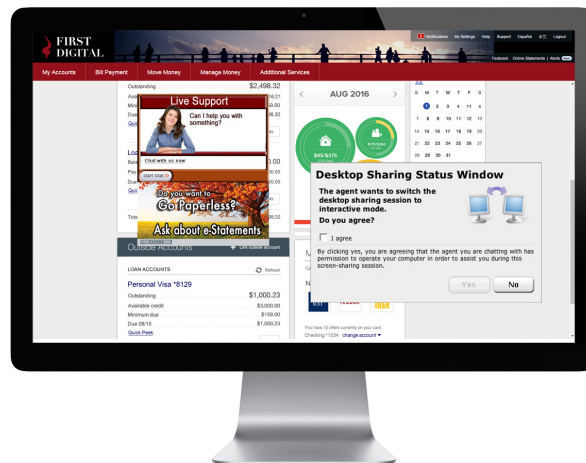 FIRST
DIGITAL
Notifications My Settings Help Support Español 中文 Logout
Featured: Online Statements | Alerts New
My Accounts Bill Payment Move Money Manage Money Additional Services
Outstanding $2,498.32
Live Support
Can I help you with
something?
Chat with us now
Start Chat
Do you want to
Go Paperless?
Ask about e-Statements
Outside Accounts
Link outside account
LOAN ACCOUNTS Refresh
Personal Visa *8129
Outstanding $1,000.23
Available credit $3,000.00
Minimum due $159.00
Due 08/15 $1,000.23
Quick Peek
AUG 2016
$99/$375
JUL
S M T W T F S
1 2 3 4 11 6
7 8 9 10 11 12 13
14 15 16 17 18 19 20
21 22 23 24 25 26 27
28 29 30 31
Desktop Sharing Status Window
The agent wants to switch the
desktop sharing session to
interactive mode.
Do you agree?
I agree
By clicking yes, you are agreeing that the agent you are chatting with has
permission to operate your computer in order to assist you during this
screen-sharing session.
Yes No
You have 10 offers currently on your card
Checking *1234 change account